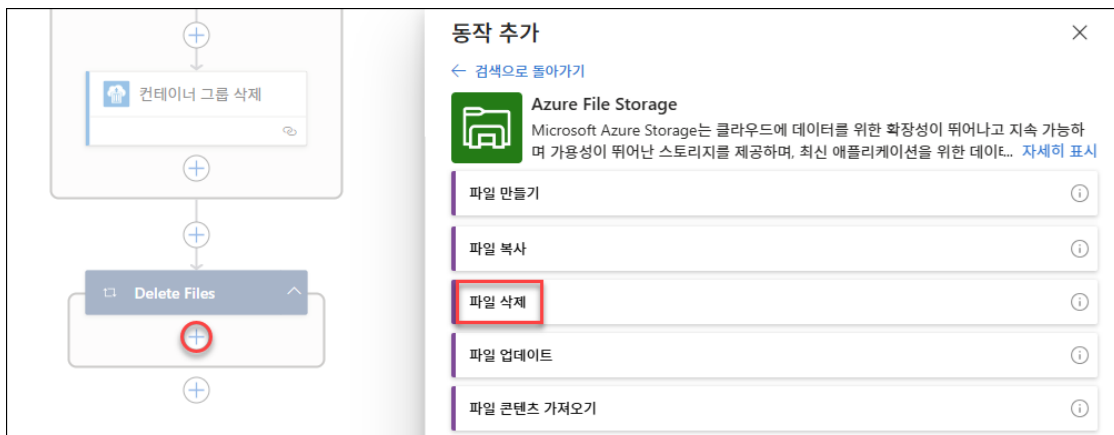 컨테이너 그룹 삭제
Delete Files
동작 추가
← 검색으로 돌아가기
Azure File Storage
Microsoft Azure Storage는 클라우드에 데이터를 위한 확장성이 뛰어나고 지속 가능하
며 가용성이 뛰어난 스토리지를 제공하며, 최신 애플리케이션을 위한 데이터... 자세히 표시
파일 만들기
파일 복사
파일 삭제
파일 업데이트
파일 콘텐츠 가져오기